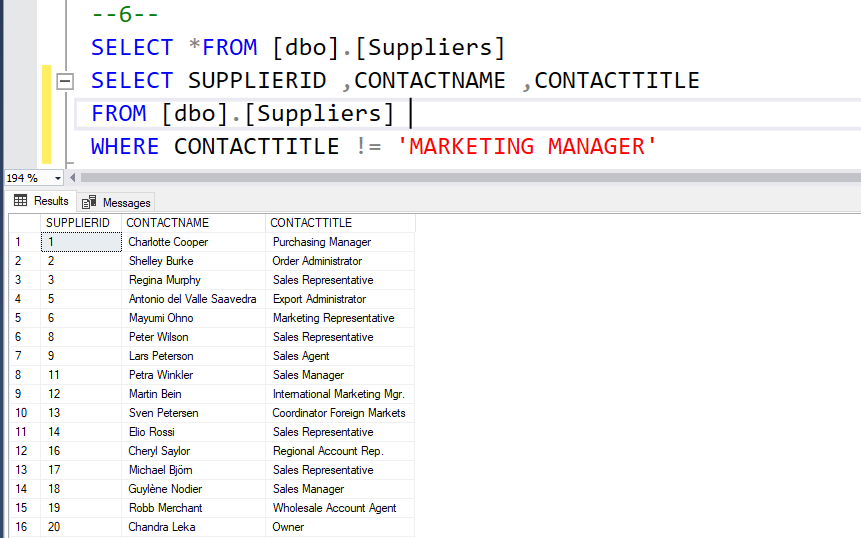 --6--
SELECT *FROM [dbo].[Suppliers]
SELECT SUPPLIERID ,CONTACTNAME ,CONTACTTITLE
FROM [dbo].[Suppliers]
WHERE CONTACTTITLE != 'MARKETING MANAGER'
194 %
Results Messages
SUPPLIERID CONTACTNAME CONTACTTITLE
1 1 Charlotte Cooper Purchasing Manager
2 2 Shelley Burke Order Administrator
3 3 Regina Murphy Sales Representative
4 5 Antonio del Valle Saavedra Export Administrator
5 6 Mayumi Ohno Marketing Representative
6 8 Peter Wilson Sales Representative
7 9 Lars Peterson Sales Agent
8 11 Petra Winkler Sales Manager
9 12 Martin Bein International Marketing Mgr.
10 13 Sven Petersen Coordinator Foreign Markets
11 14 Elio Rossi Sales Representative
12 16 Cheryl Saylor Regional Account Rep.
13 17 Michael Björn Sales Representative
14 18 Guylène Nodier Sales Manager
15 19 Robb Merchant Wholesale Account Agent
16 20 Chandra Leka Owner